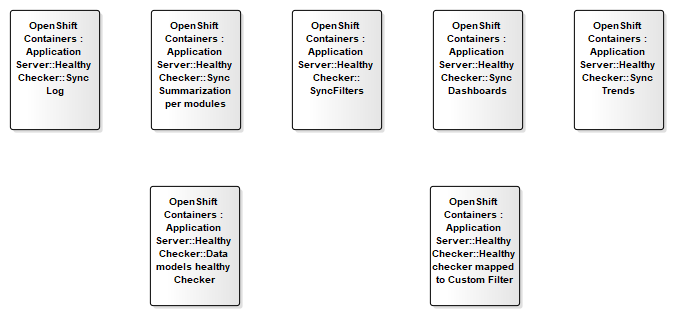 OpenShift
Containers :
Application
Server::Healthy
Checker::Sync
Log
OpenShift
Containers :
Application
Server::Healthy
Checker::Sync
Summarization
per modules
OpenShift
Containers :
Application
Server::Healthy
Checker::
SyncFilters
OpenShift
Containers :
Application
Server::Healthy
Checker::Sync
Dashboards
OpenShift
Containers :
Application
Server::Healthy
Checker::Sync
Trends
OpenShift
Containers :
Application
Server::Healthy
Checker::Data
models healthy
Checker
OpenShift
Containers :
Application
Server::Healthy
Checker::Healthy
checker mapped
to Custom Filter